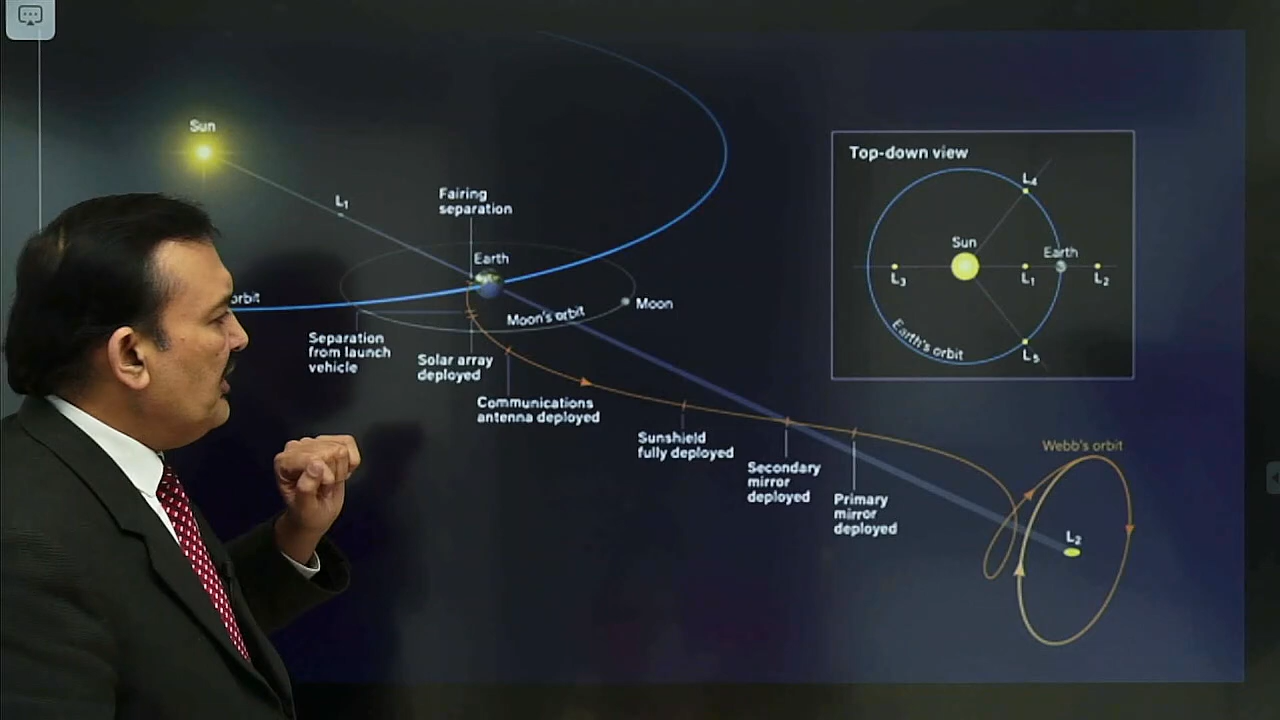 Sun
L1
Fairing
separation
Earth
orbit
Moon's orbit
Moon
Separation
from launch
vehicle
Solar array
deployed
Communications
antenna deployed
Sunshield
fully deployed
Secondary
mirror
deployed
Primary
mirror
deployed
Webb's orbit
L2
Top-down view
L4
Sun
Earth
L3
L1
L2
Earth's orbit
L5